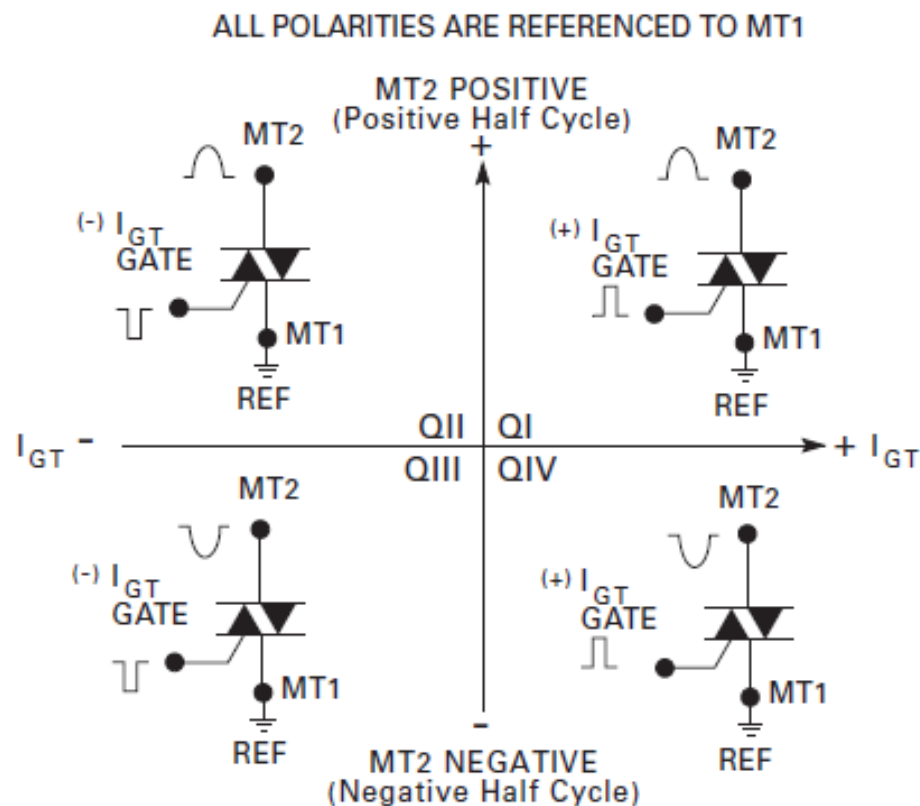 ALL POLARITIES ARE REFERENCED TO MT1
MT2 POSITIVE
(Positive Half Cycle)
+
MT2
(-) IGT
GATE
MT1
REF
MT2
(+) IGT
GATE
MT1
REF
IGT -
QII
QI
+ IGT
QIII
QIV
MT2
(-) IGT
GATE
MT1
REF
MT2
(+) IGT
GATE
MT1
REF
-
MT2 NEGATIVE
(Negative Half Cycle)